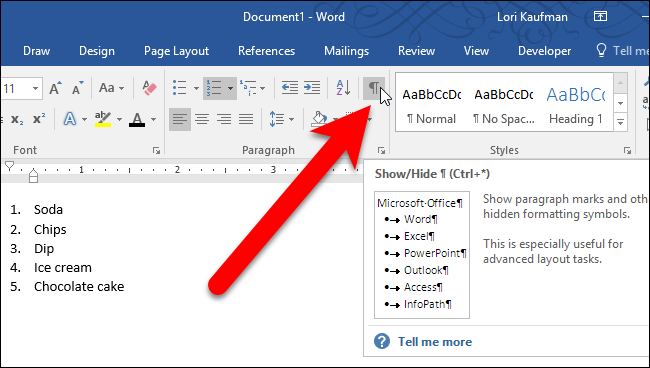 Document1 - Word Lori Kaufman
Draw Design Page Layout References Mailings Review View Developer Tell me
11
AaBbCcDc AaBbCcDc AaBbCc
¶ Normal ¶ No Spac... Heading 1
Font Paragraph Styles
1 2 3
Show/Hide ¶ (Ctrl+*)
Microsoft·Office¶
Word¶
Excel¶
PowerPoint¶
Outlook¶
Access¶
InfoPath¶
Show paragraph marks and oth
hidden formatting symbols.
This is especially useful for
advanced layout tasks.
Tell me more
1. Soda
2. Chips
3. Dip
4. Ice cream
5. Chocolate cake